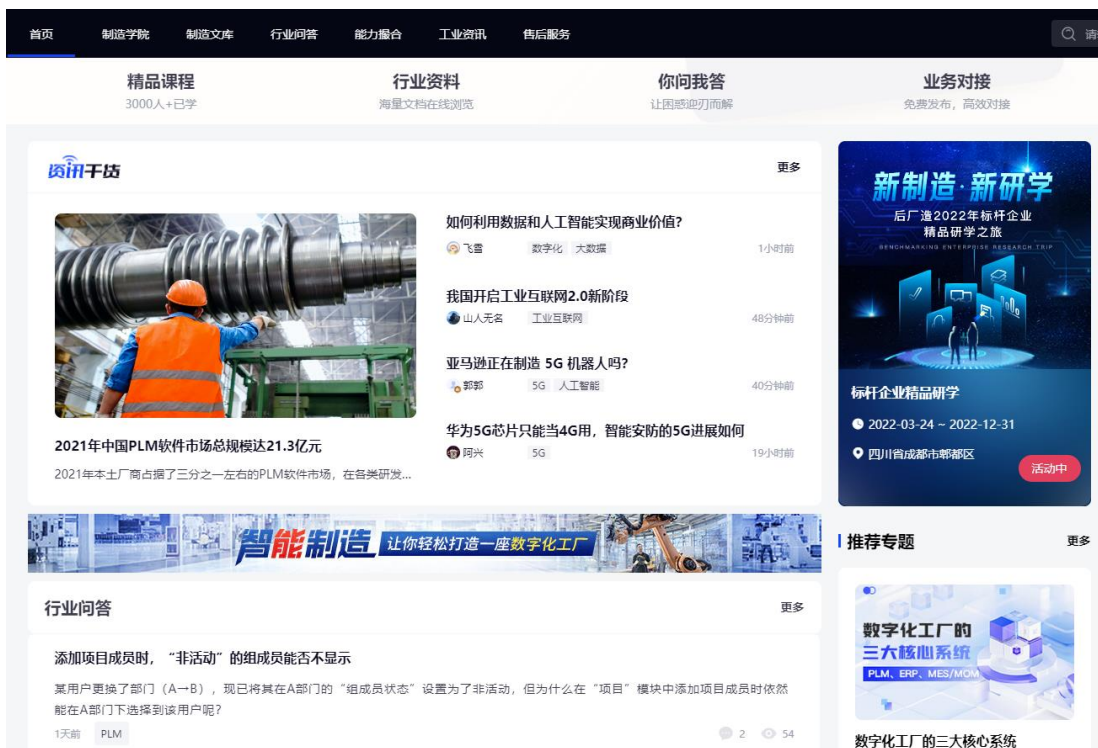 首页 制造学院 制造文库 行业问答 能力撮合 工业资讯 售后服务
精品课程 行业资料 你问我答 业务对接
3000人+已学 海量文档在线浏览 让困惑迎刃而解 免费发布，高效对接
资讯干货 更多
如何利用数据和人工智能实现商业价值？
飞雪 数字化 大数据 1小时前
我国开启工业互联网2.0新阶段
山人无名 工业互联网 48分钟前
亚马逊正在制造 5G 机器人吗？
郭郭 5G 人工智能 40分钟前
华为5G芯片只能当4G用，智能安防的5G进展如何
阿兴 5G 19小时前
2021年中国PLM软件市场总规模达21.3亿元
2021年本土厂商占据了三分之一左右的PLM软件市场，在各类研发...
新制造·新研学
后厂造2022年标杆企业
精品研学之旅
BENCHMARKING ENTERPRISE RESEARCH TRIP
标杆企业精品研学
2022-03-24 ~ 2022-12-31
四川省成都市郫都区
活动中
智能制造 让你轻松打造一座数字化工厂
行业问答 更多
添加项目成员时，“非活动”的组成员能否不显示
某用户更换了部门（A→B），现已将其在A部门的“组成员状态”设置为了非活动，但为什么在“项目”模块中添加项目成员时依然
能在A部门下选择到该用户呢？
1天前 PLM 2 54
推荐专题 更多
数字化工厂的
三大核心系统
PLM、ERP、MES/MOM
数字化工厂的三大核心系统